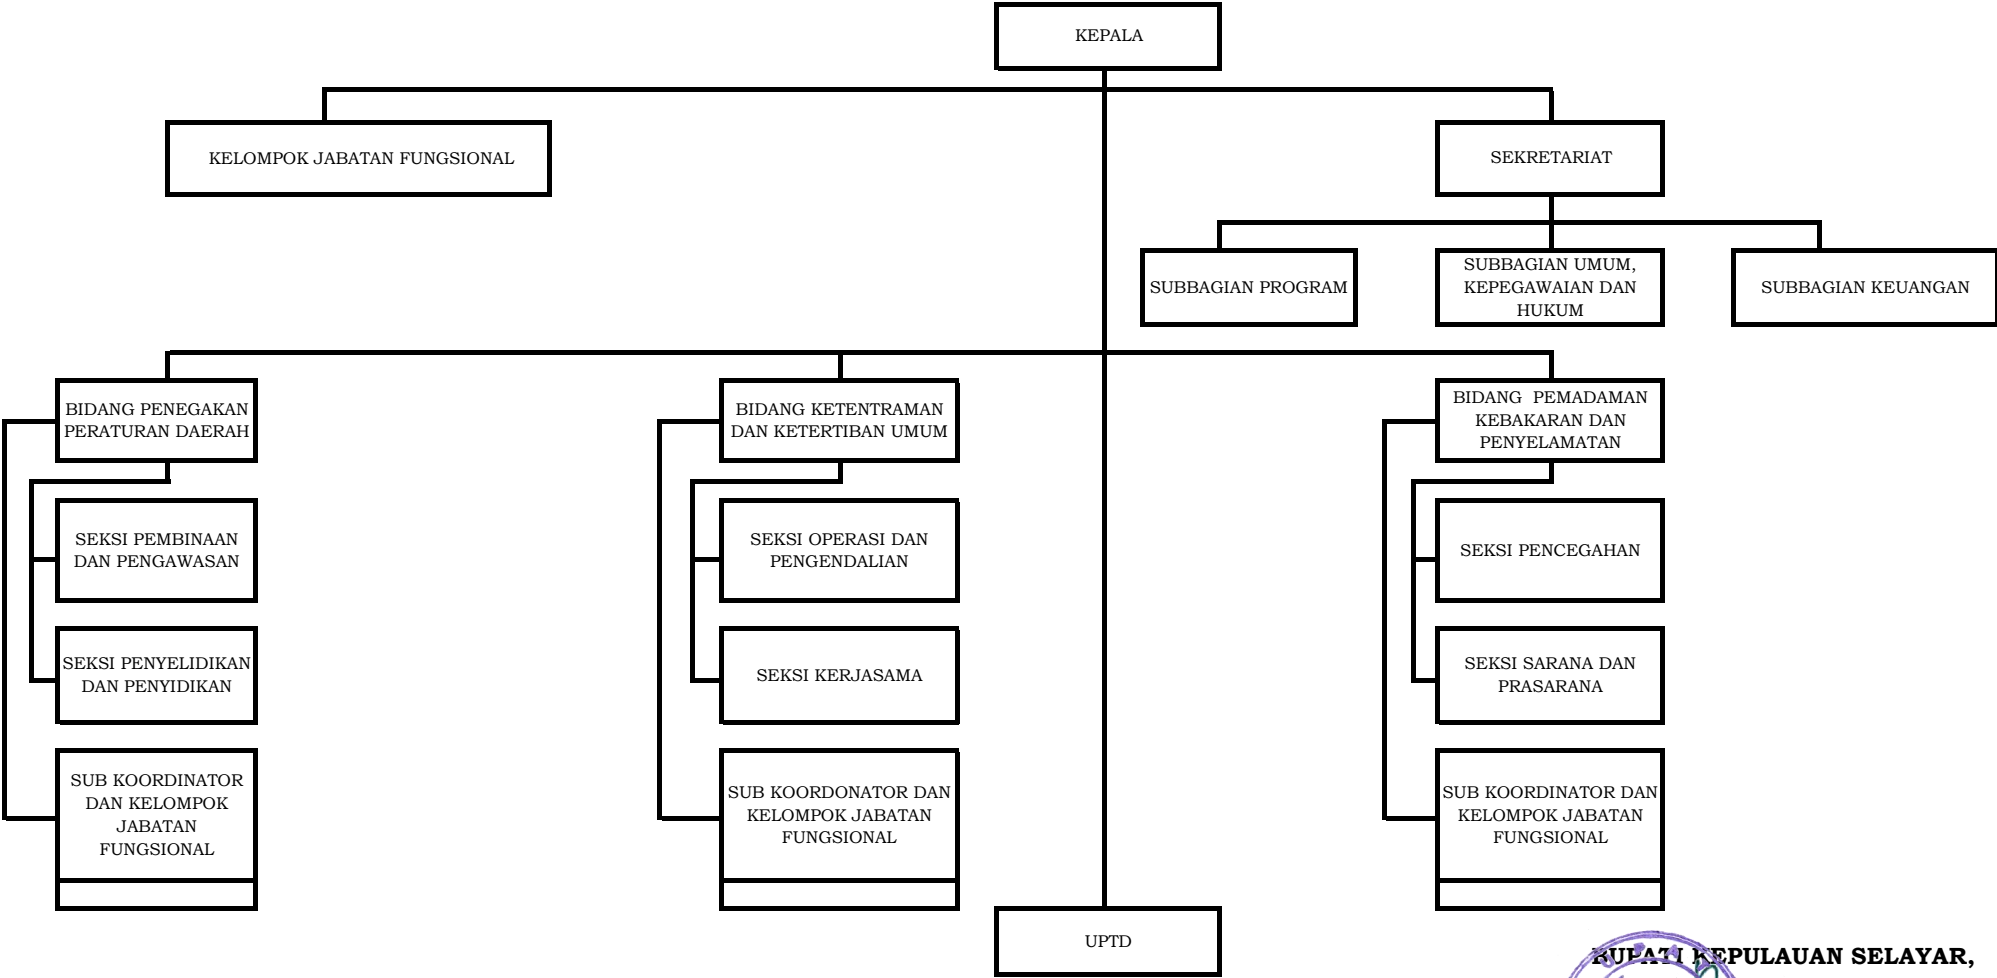 KEPALA
KELOMPOK JABATAN FUNGSIONAL
SEKRETARIAT
SUBBAGIAN PROGRAM
SUBBAGIAN UMUM,
KEPEGAWAIAN DAN
HUKUM
SUBBAGIAN KEUANGAN
BIDANG PENEGAKAN
PERATURAN DAERAH
BIDANG KETENTRAMAN
DAN KETERTIBAN UMUM
BIDANG PEMADAMAN
KEBAKARAN DAN
PENYELAMATAN
SEKSI PEMBINAAN
DAN PENGAWASAN
SEKSI OPERASI DAN
PENGENDALIAN
SEKSI PENCEGAHAN
SEKSI PENYELIDIKAN
DAN PENYIDIKAN
SEKSI KERJASAMA
SEKSI SARANA DAN
PRASARANA
SUB KOORDINATOR
DAN KELOMPOK
JABATAN
FUNGSIONAL
SUB KOORDONATOR DAN
KELOMPOK JABATAN
FUNGSIONAL
SUB KOORDINATOR DAN
KELOMPOK JABATAN
FUNGSIONAL
UPTD
BUPATI KEPULAUAN SELAYAR,